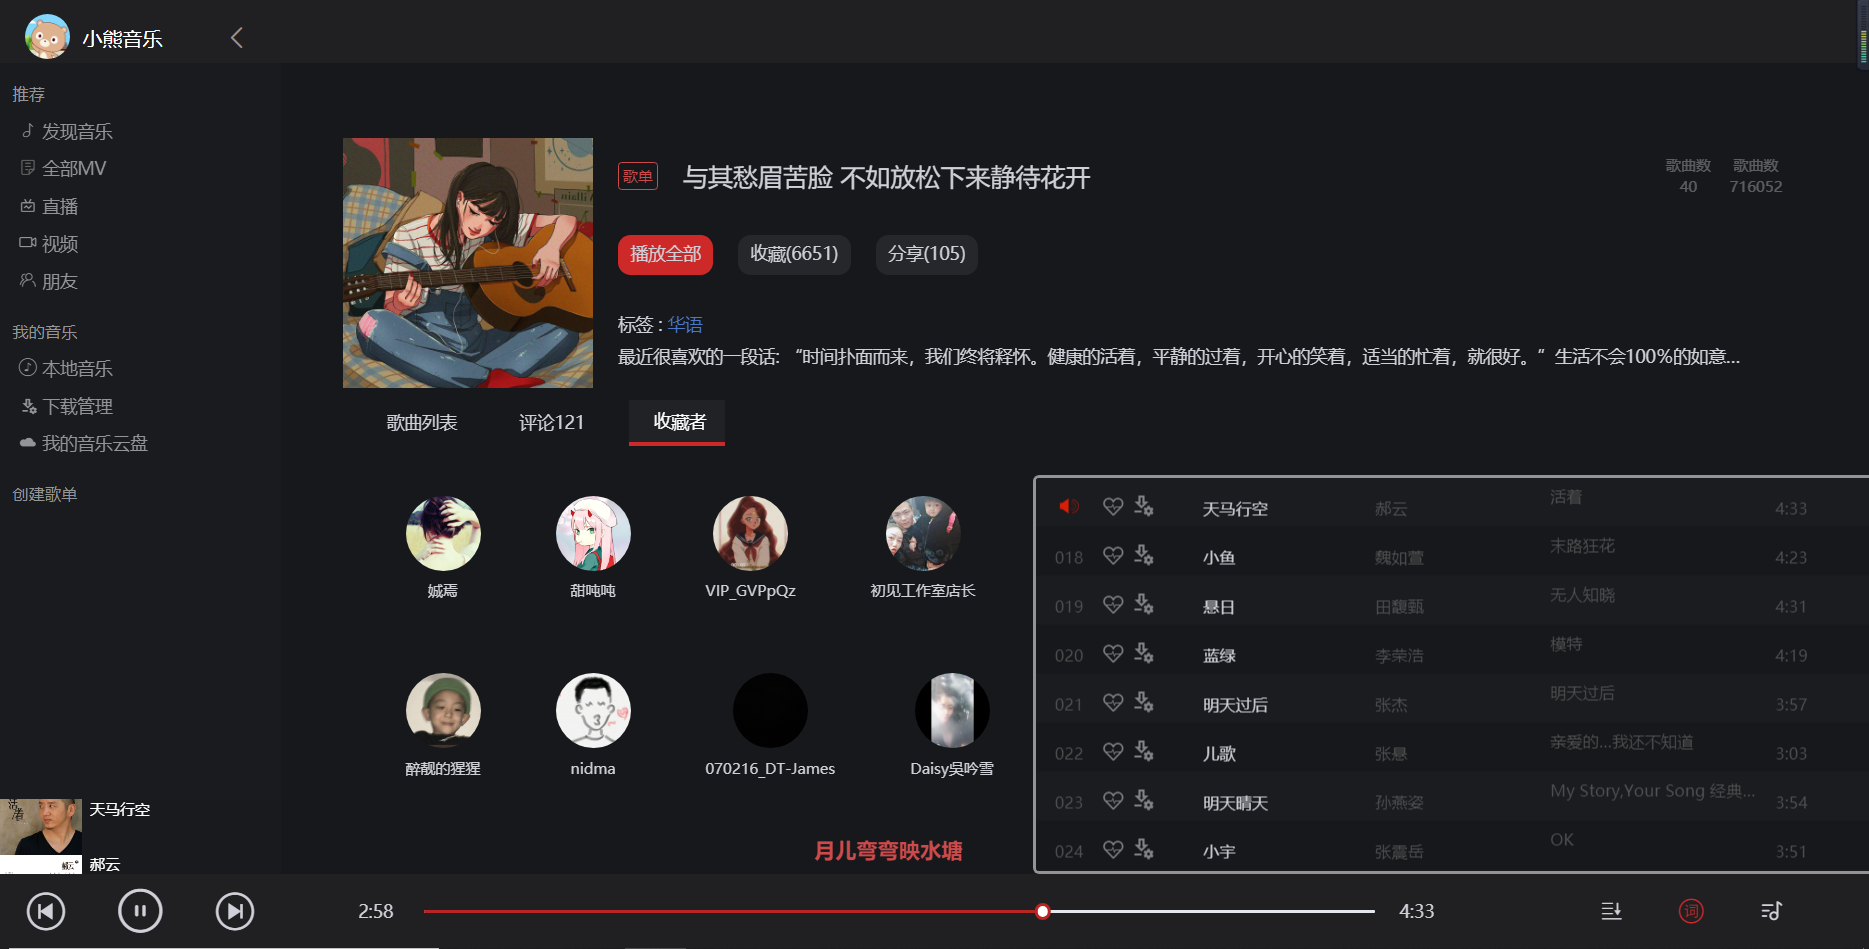 小熊音乐
推荐
发现音乐
全部MV
直播
视频
朋友
我的音乐
本地音乐
下载管理
我的音乐云盘
创建歌单
歌单
与其愁眉苦脸 不如放松下来静待花开
歌曲数 歌曲数
40 716052
播放全部 收藏(6651) 分享(105)
标签 : 华语
最近很喜欢的一段话: “时间扑面而来，我们终将释怀。健康的活着，平静的过着，开心的笑着，适当的忙着，就很好。” 生活不会100%的如意...
歌曲列表 评论121 收藏者
娍焉 甜吨吨 VIP_GVPpQz 初见工作室店长
醉靓的猩猩 nidma 070216_DT-James Daisy吳吟雪
天马行空 郝云 活着 4:33
018 小鱼 魏如萱 末路狂花 4:23
019 悬日 田馥甄 无人知晓 4:31
020 蓝绿 李荣浩 模特 4:19
021 明天过后 张杰 明天过后 3:57
022 儿歌 张悬 亲爱的...我还不知道 3:03
023 明天晴天 孙燕姿 My Story,Your Song 经典... 3:54
024 小宇 张震岳 OK 3:51
月儿弯弯映水塘
活着
天马行空
郝云
郝云
2:58 4:33
词